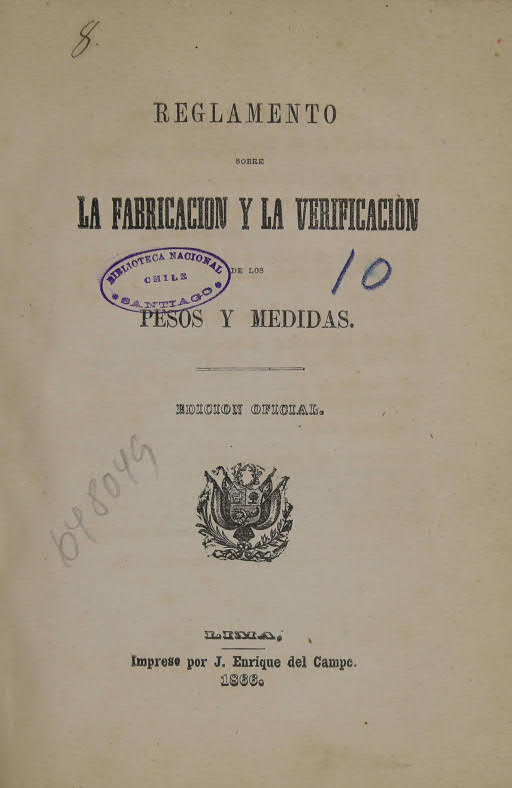 8.
REGLAMENTO
SOBRE
LA FABRICACION Y LA VERIFICACION
BIBLIOTECA NACIONAL
CHILE
* SANTIAGO *
DE LOS
10
PESOS Y MEDIDAS.
EDICION OFICIAL.
648049
LIMA,
Impreso por J. Enrique del Campo.
1866.